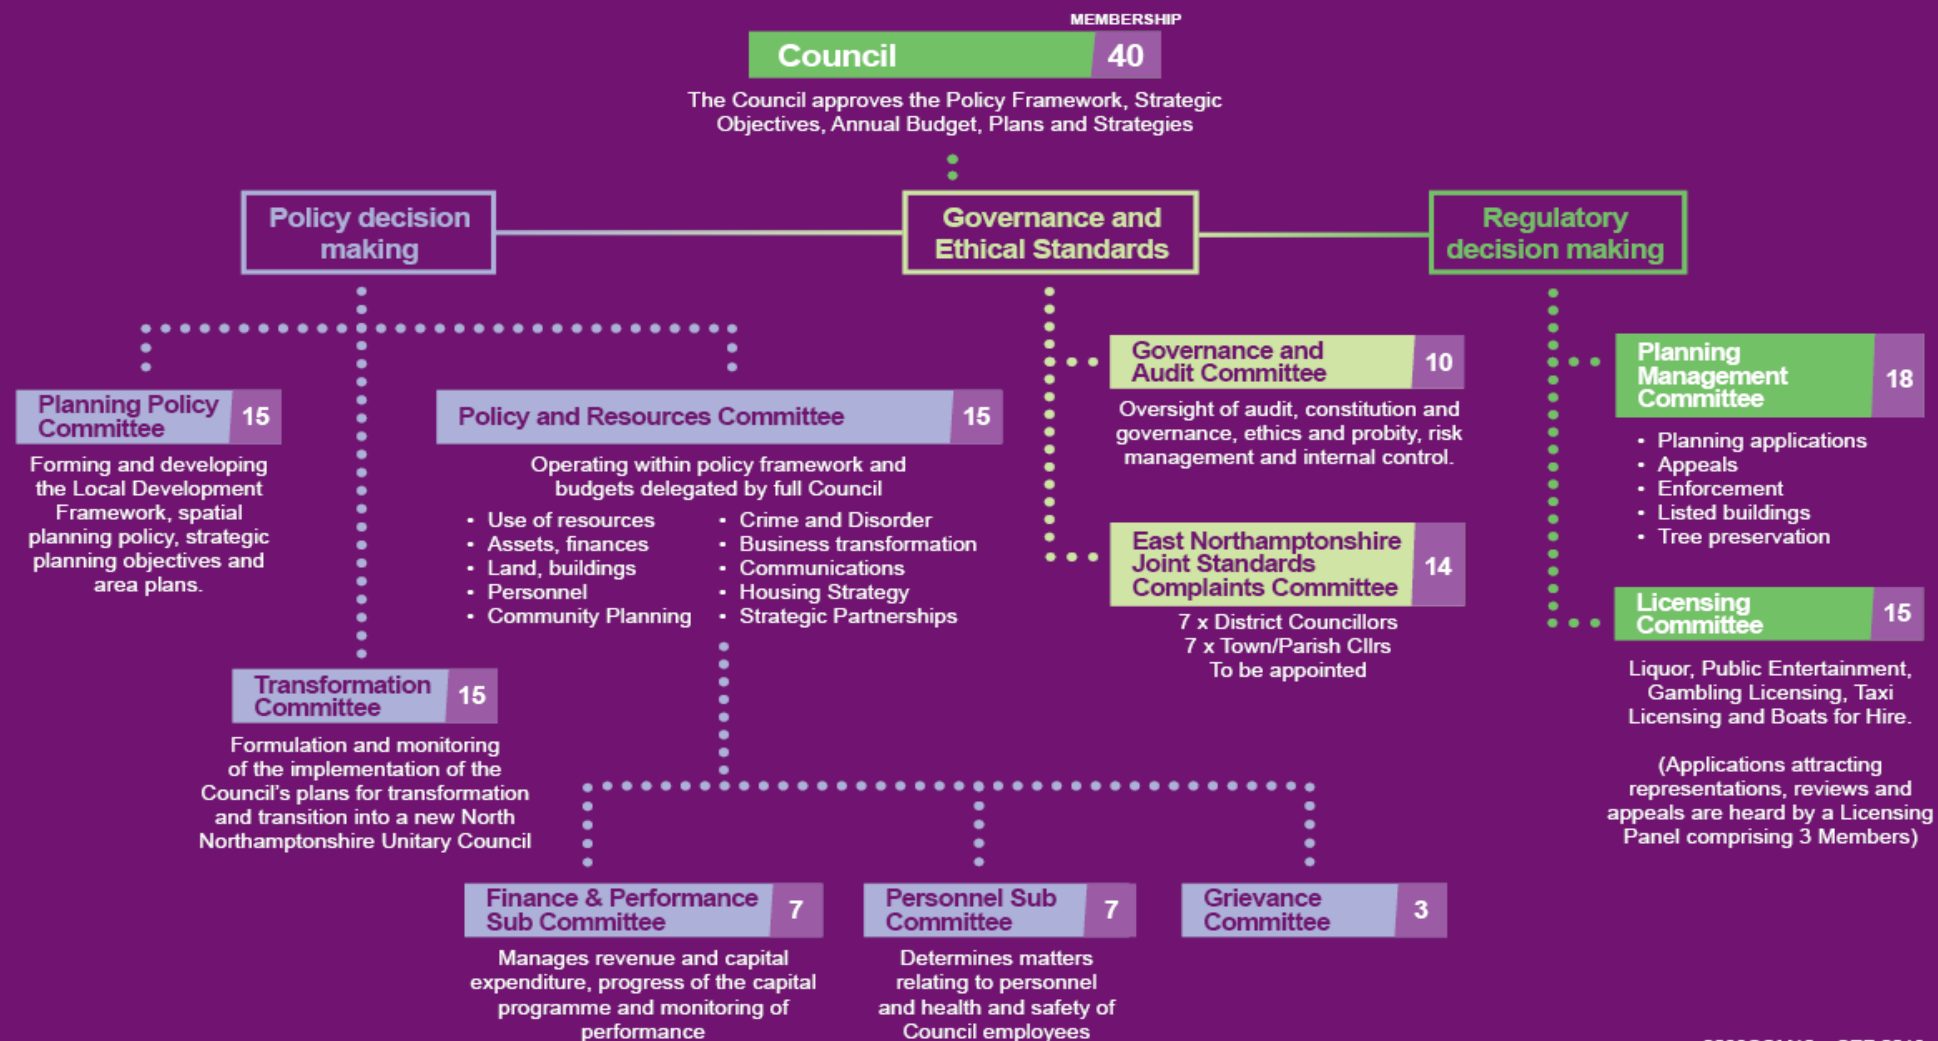 MEMBERSHIP
Council 40
The Council approves the Policy Framework, Strategic
Objectives, Annual Budget, Plans and Strategies
Policy decision
making
Governance and
Ethical Standards
Regulatory
decision making
Planning Policy
Committee
15
Forming and developing
the Local Development
Framework, spatial
planning policy, strategic
planning objectives and
area plans.
Transformation
Committee
15
Formulation and monitoring
of the implementation of the
Council's plans for transformation
and transition into a new North
Northamptonshire Unitary Council
Policy and Resources Committee 15
Operating within policy framework and
budgets delegated by full Council
• Use of resources
• Assets, finances
• Land, buildings
• Personnel
• Community Planning
• Crime and Disorder
• Business transformation
• Communications
• Housing Strategy
• Strategic Partnerships
Finance & Performance
Sub Committee
7
Manages revenue and capital
expenditure, progress of the capital
programme and monitoring of
performance
Personnel Sub
Committee
7
Determines matters
relating to personnel
and health and safety of
Council employees
Grievance
Committee
3
Governance and
Audit Committee
10
Oversight of audit, constitution and
governance, ethics and probity, risk
management and internal control.
East Northamptonshire
Joint Standards
Complaints Committee
14
7 x District Councillors
7 x Town/Parish Cllrs
To be appointed
Planning
Management
Committee
18
• Planning applications
• Appeals
• Enforcement
• Listed buildings
• Tree preservation
Licensing
Committee
15
Liquor, Public Entertainment,
Gambling Licensing, Taxi
Licensing and Boats for Hire.
(Applications attracting
representations, reviews and
appeals are heard by a Licensing
Panel comprising 3 Members)